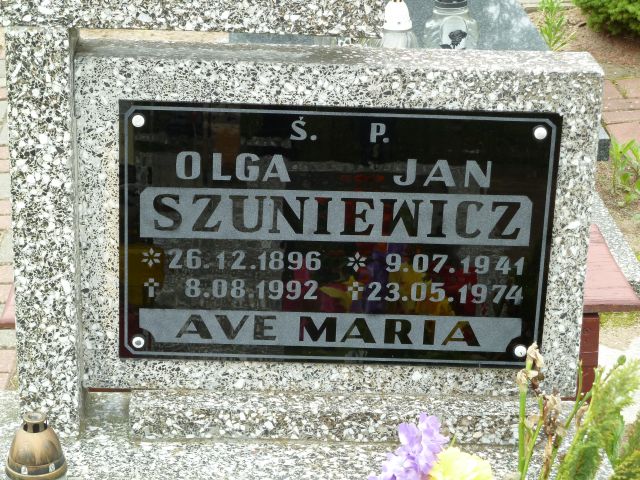 Ś. P.
OLGA JAN
SZUNIEWICZ
* 26.12.1896 * 9.07.1941
✝ 8.08.1992 ✝ 23.05.1974
AVE MARIA